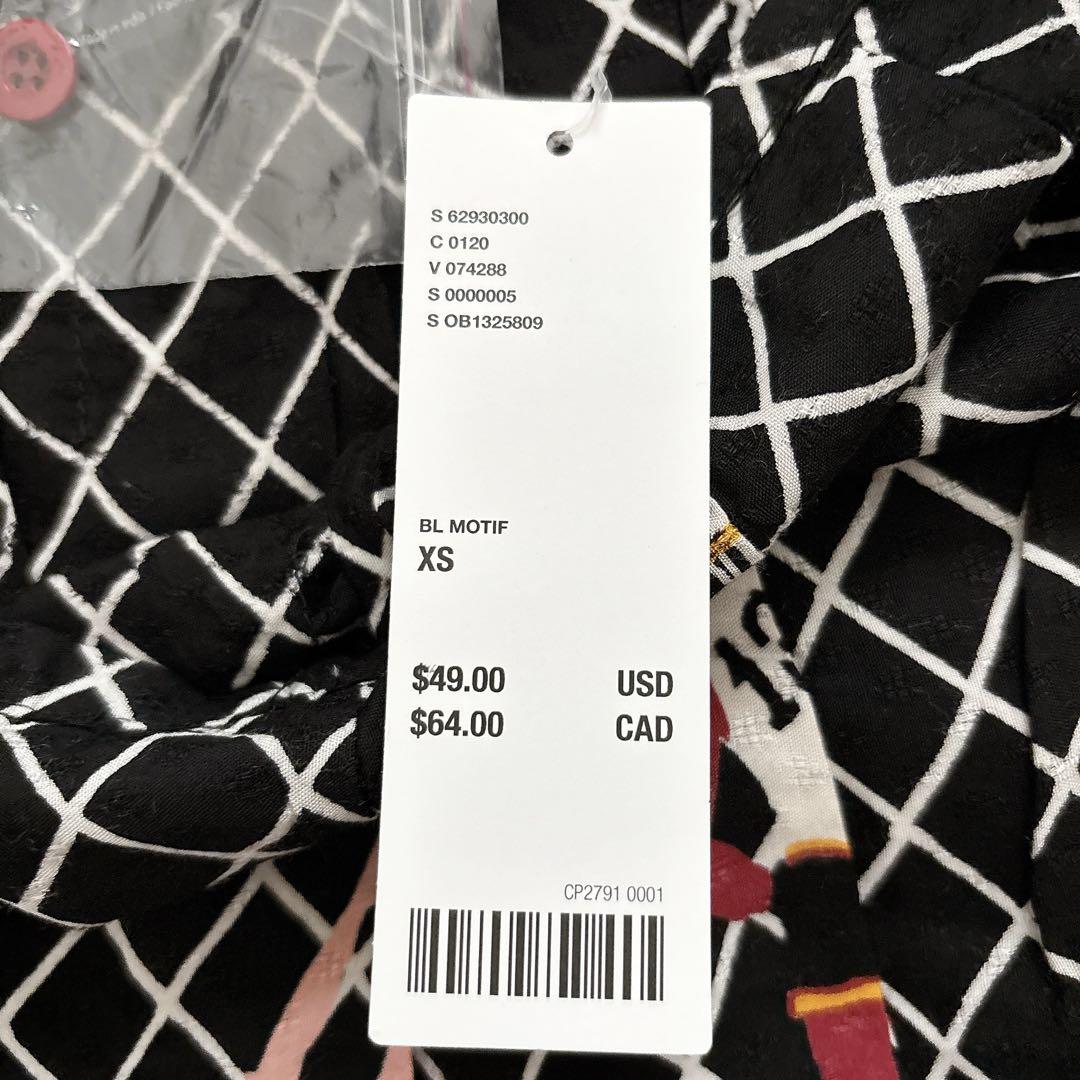 S 62930300
C 0120
V 074288
S 0000005
S OB1325809
BL MOTIF
XS
$49.00 USD
$64.00 CAD
CP2791 0001